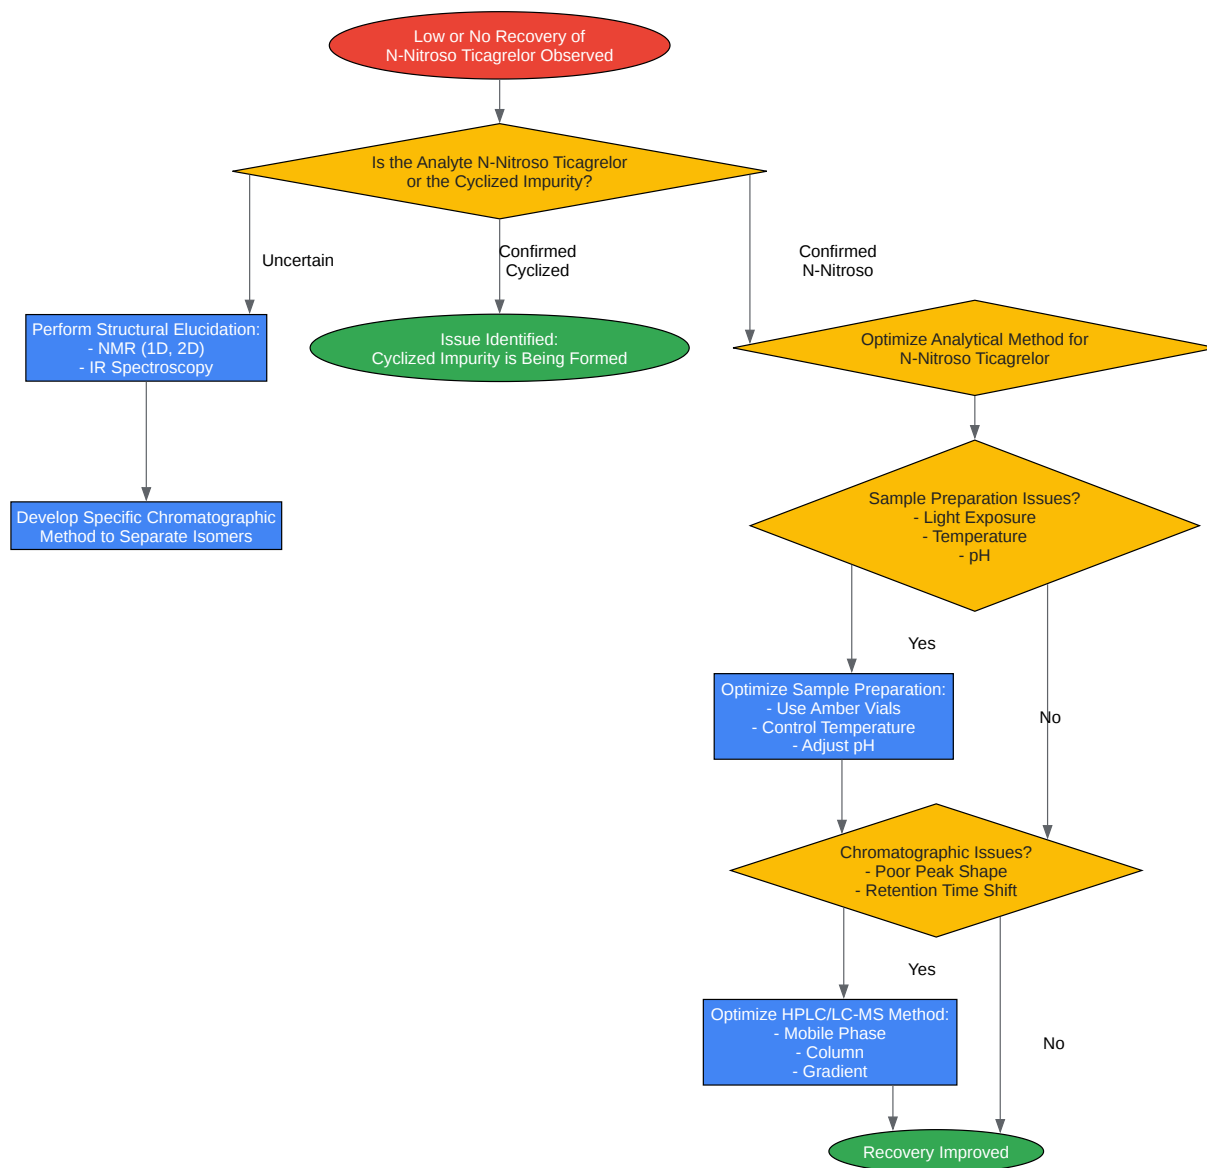 Low or No Recovery of
N-Nitroso Ticagrelor Observed
Is the Analyte N-Nitroso Ticagrelor
or the Cyclized Impurity?
Uncertain
Confirmed
Cyclized
Confirmed
N-Nitroso
Perform Structural Elucidation:
- NMR (1D, 2D)
- IR Spectroscopy
Issue Identified:
Cyclized Impurity is Being Formed
Optimize Analytical Method for
N-Nitroso Ticagrelor
Develop Specific Chromatographic
Method to Separate Isomers
Sample Preparation Issues?
- Light Exposure
- Temperature
- pH
Yes
No
Optimize Sample Preparation:
- Use Amber Vials
- Control Temperature
- Adjust pH
Chromatographic Issues?
- Poor Peak Shape
- Retention Time Shift
Yes
No
Optimize HPLC/LC-MS Method:
- Mobile Phase
- Column
- Gradient
Recovery Improved